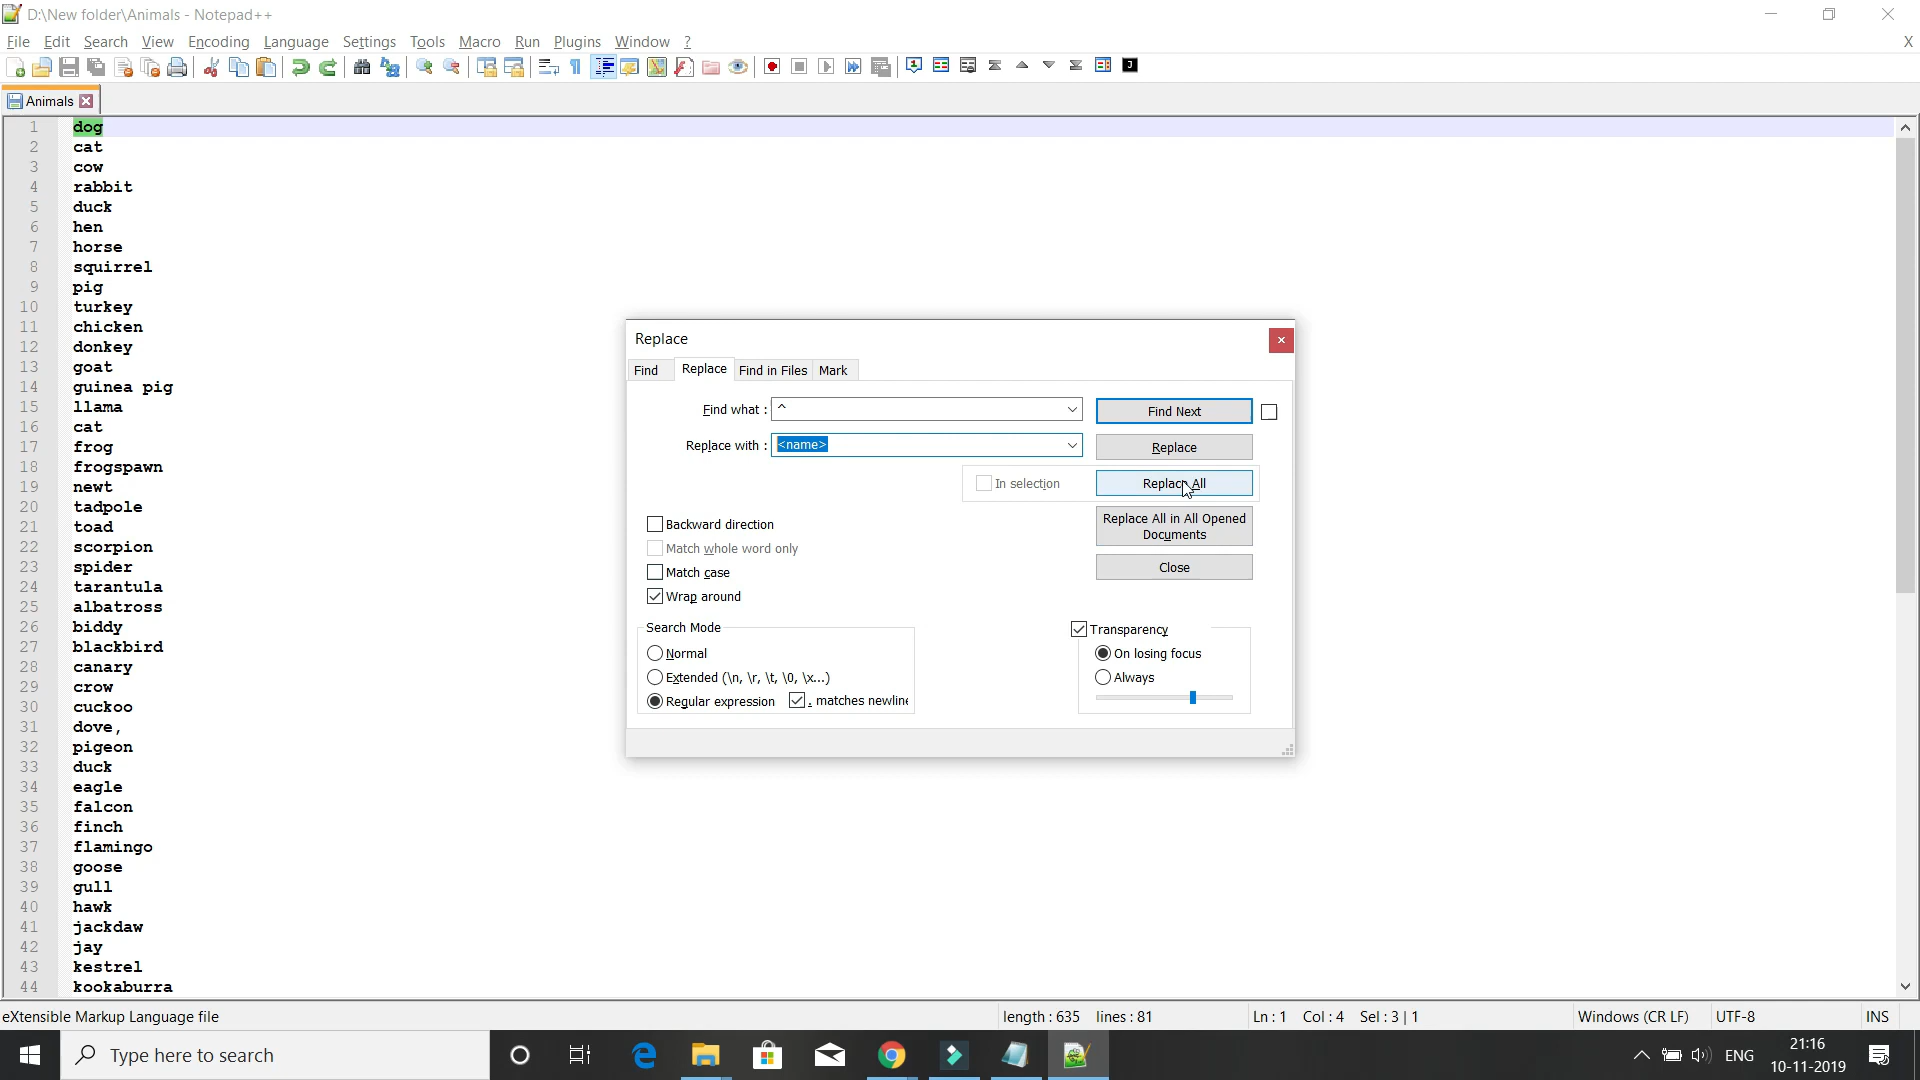 D:\New folder\Animals - Notepad++
File Edit Search View Encoding Language Settings Tools Macro Run Plugins Window ? X
Animals
1 dog
2 cat
3 cow
4 rabbit
5 duck
6 hen
7 horse
8 squirrel
9 pig
10 turkey
11 chicken
12 donkey
13 goat
14 guinea pig
15 llama
16 cat
17 frog
18 frogspawn
19 newt
20 tadpole
21 toad
22 scorpion
23 spider
24 tarantula
25 albatross
26 biddy
27 blackbird
28 canary
29 crow
30 cuckoo
31 dove,
32 pigeon
33 duck
34 eagle
35 falcon
36 finch
37 flamingo
38 goose
39 gull
40 hawk
41 jackdaw
42 jay
43 kestrel
44 kookaburra
Replace
Find Replace Find in Files Mark
Find what : ^ Find Next
Replace with : <name> Replace
In selection Replace All
Backward direction Replace All in All Opened Documents
Match whole word only
Match case Close
Wrap around
Search Mode Transparency
Normal On losing focus
Extended (\n, \r, \t, \0, \x...) Always
Regular expression . matches newline
eXtensible Markup Language file length : 635 lines : 81 Ln : 1 Col : 4 Sel : 3 | 1 Windows (CR LF) UTF-8 INS
Type here to search ENG 21:16
10-11-2019